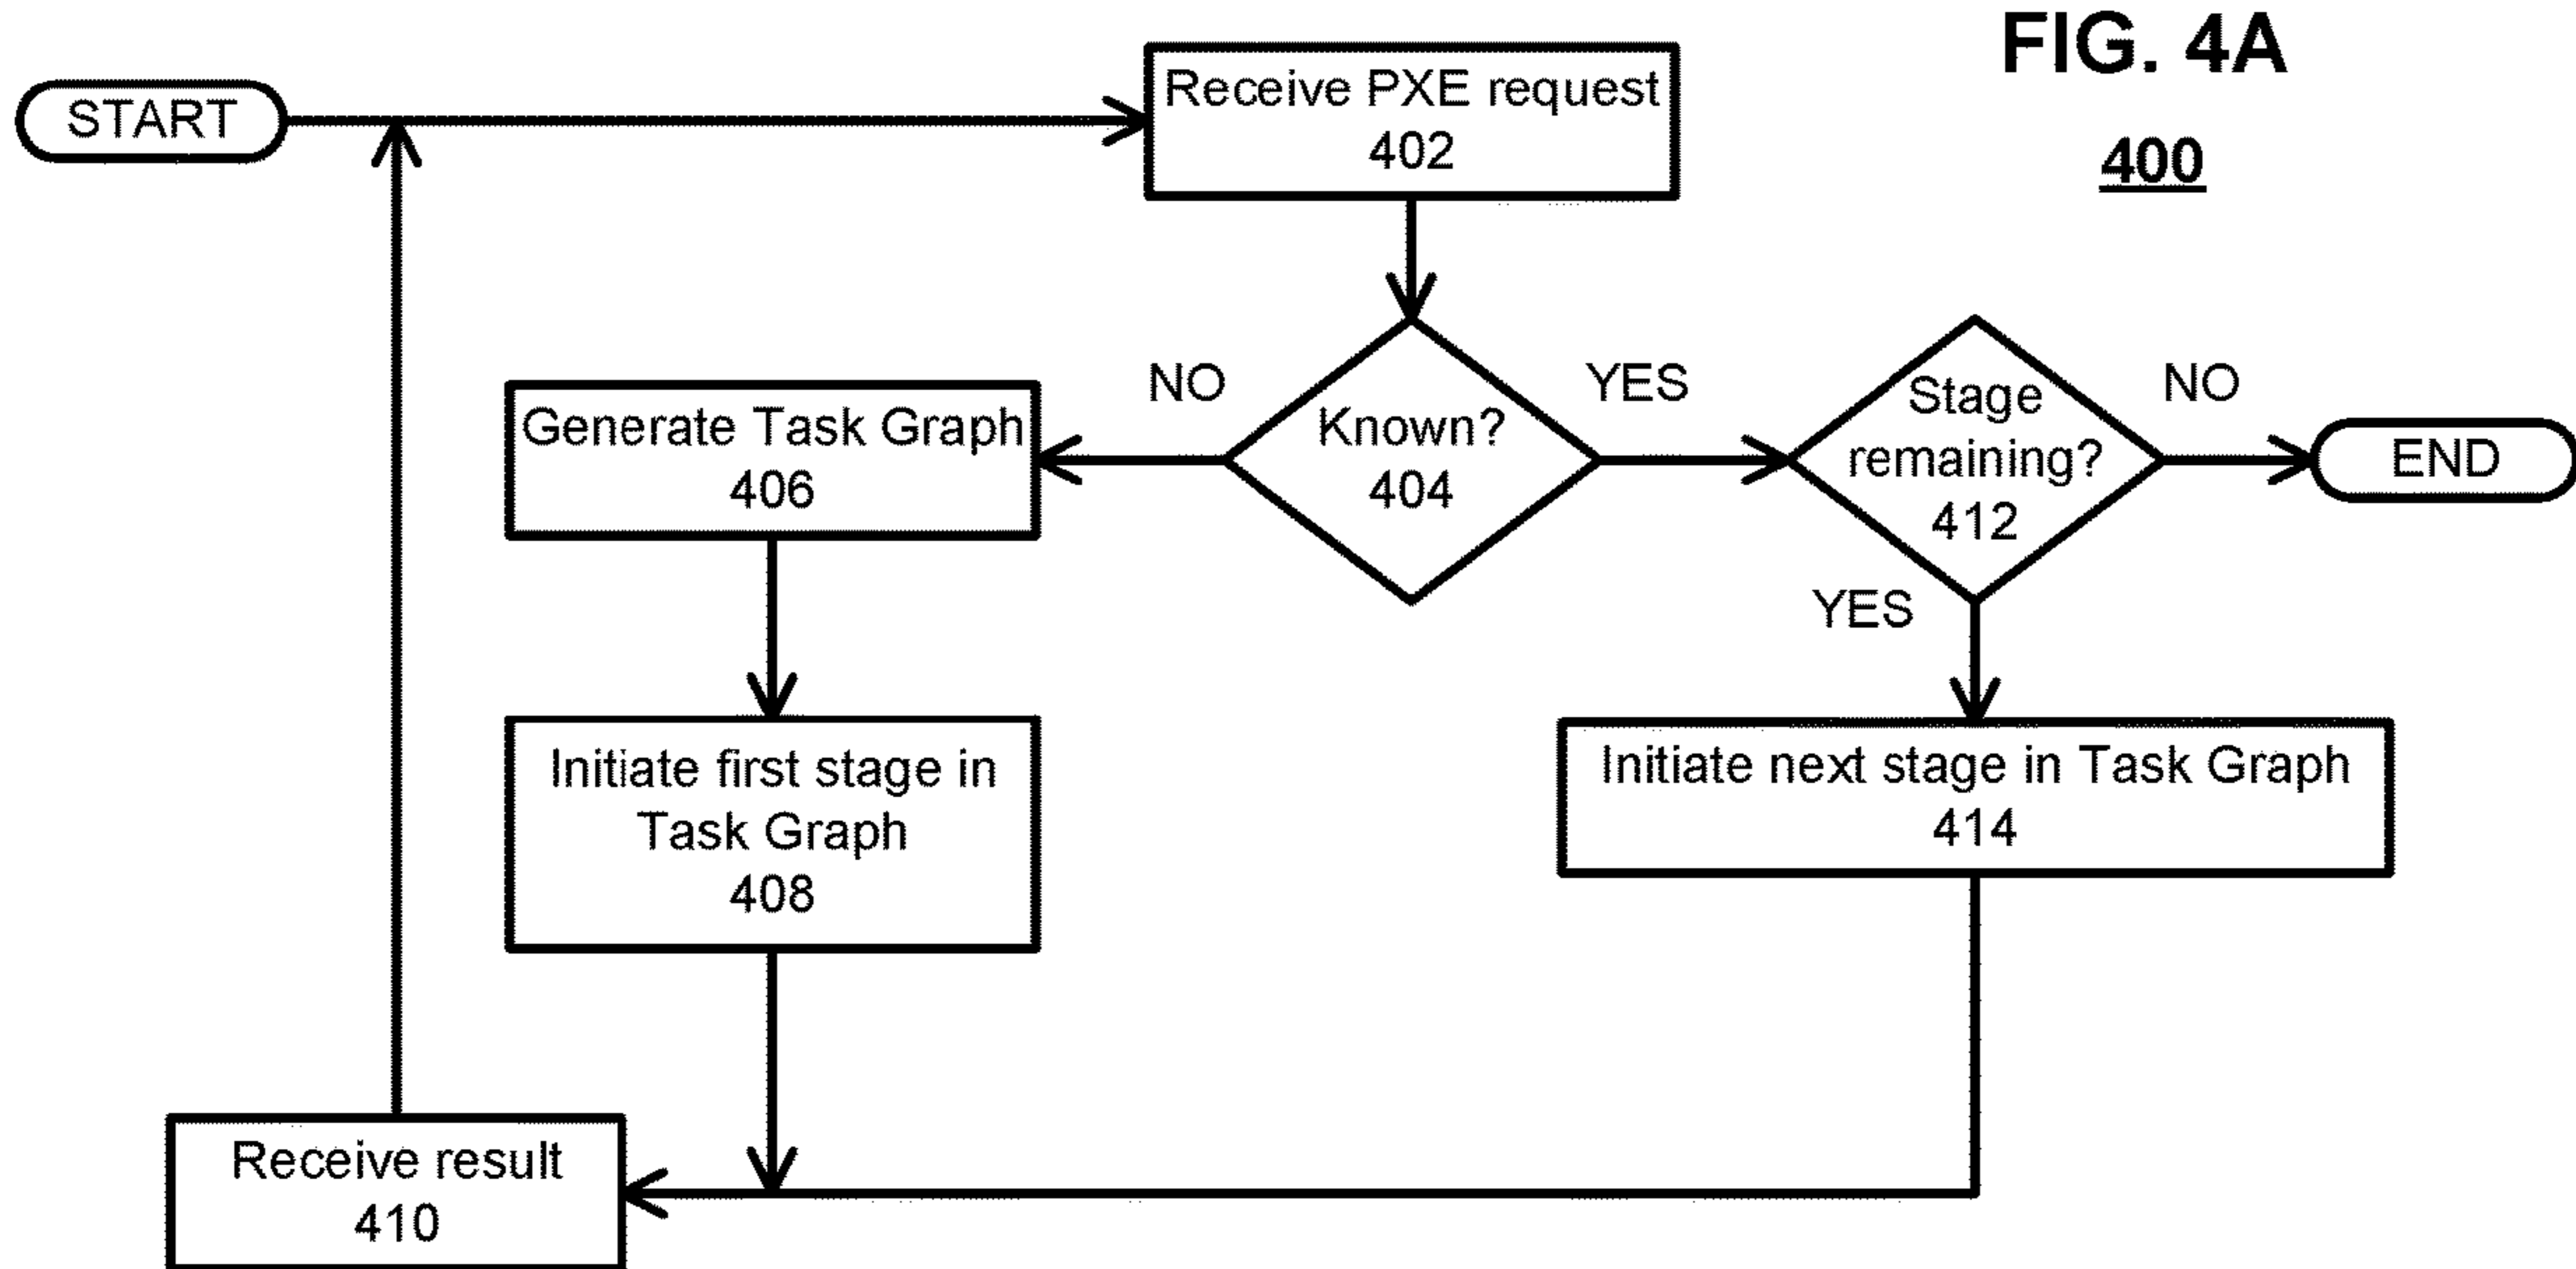 FIG. 4A
400
START
Receive PXE request
402
Known?
404
NO
YES
Generate Task Graph
406
Stage
remaining?
412
NO
END
YES
Initiate first stage in
Task Graph
408
Initiate next stage in Task Graph
414
Receive result
410